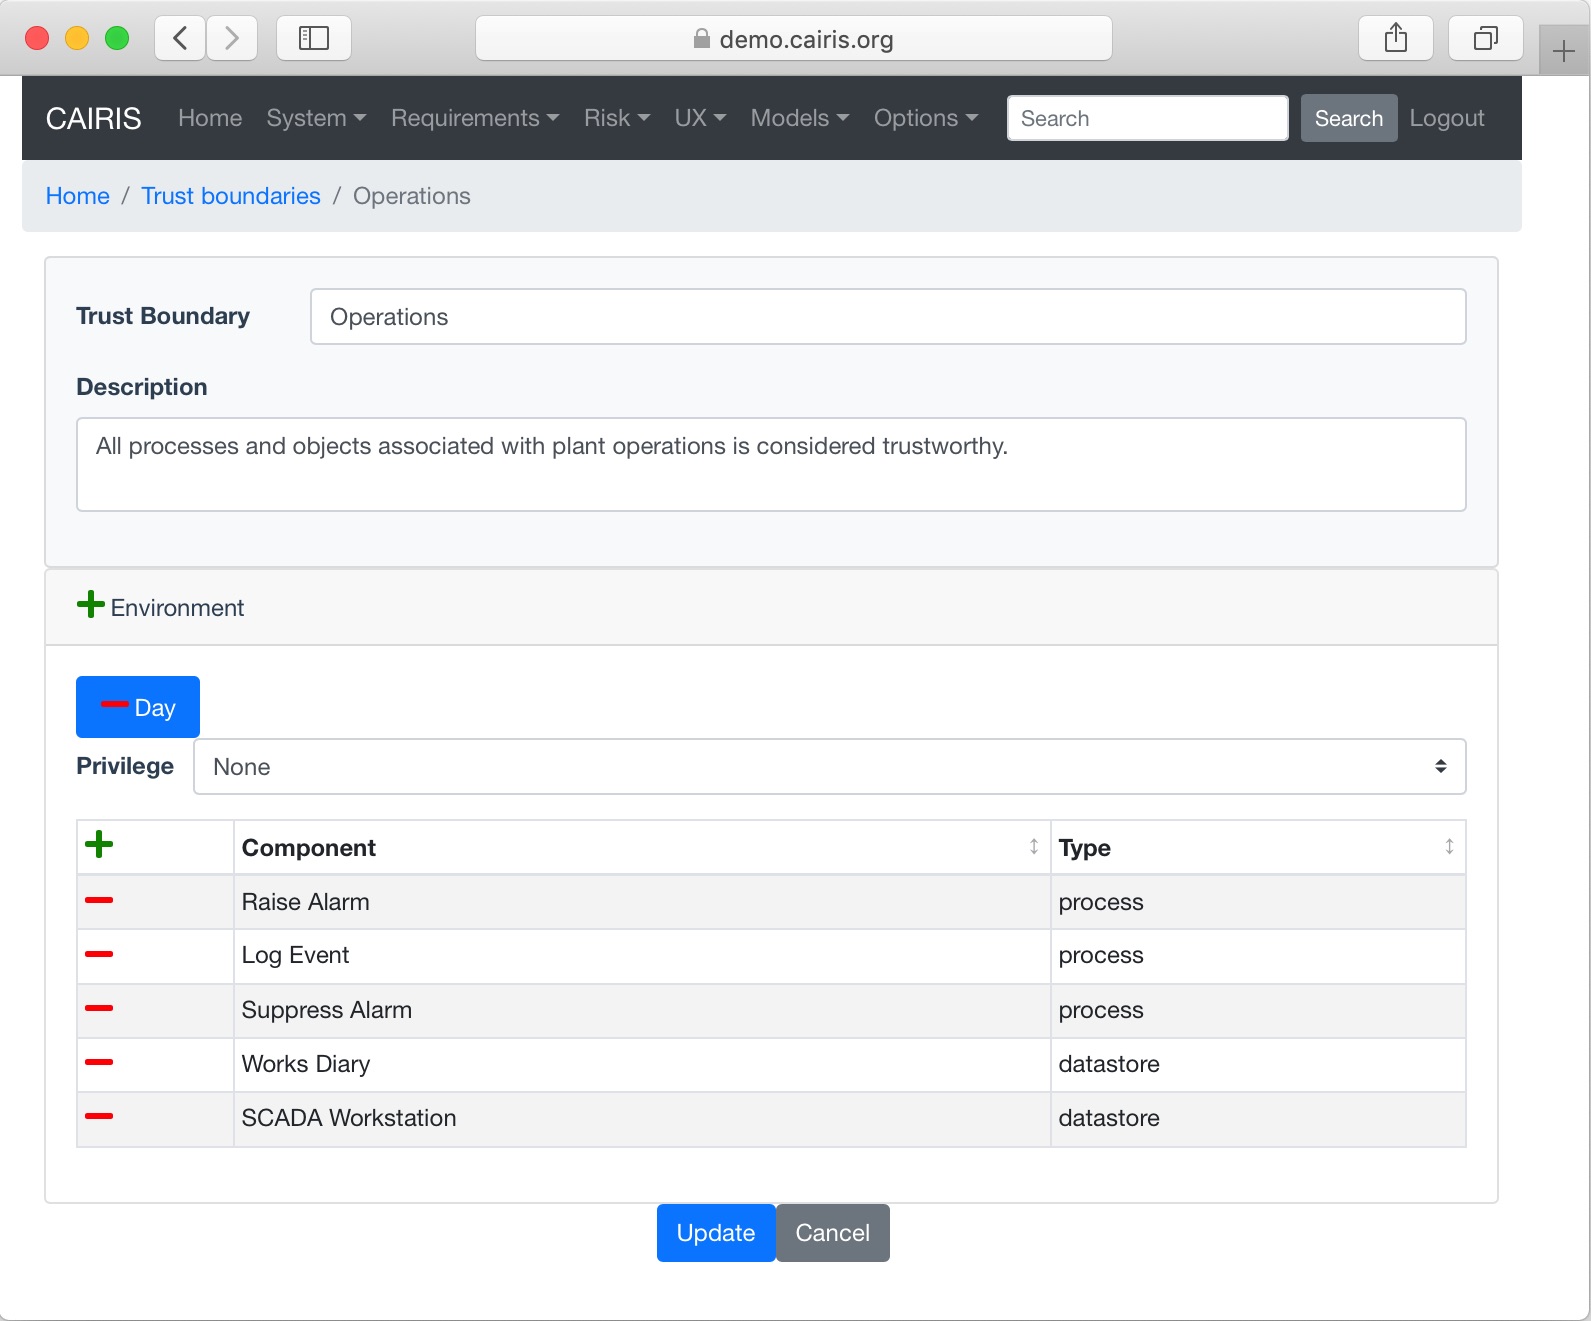 demo.cairis.org
CAIRIS Home System Requirements Risk UX Models Options Search Search Logout
Home / Trust boundaries / Operations
Trust Boundary Operations
Description
All processes and objects associated with plant operations is considered trustworthy.
Environment
Day
Privilege None
Component Type
Raise Alarm process
Log Event process
Suppress Alarm process
Works Diary datastore
SCADA Workstation datastore
Update Cancel